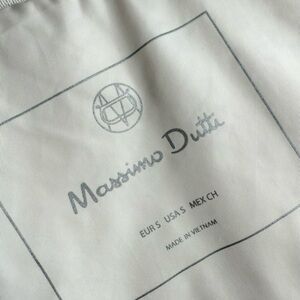 Massimo Dutti
EUR S USA S MEX CH
MADE IN VIETNAM